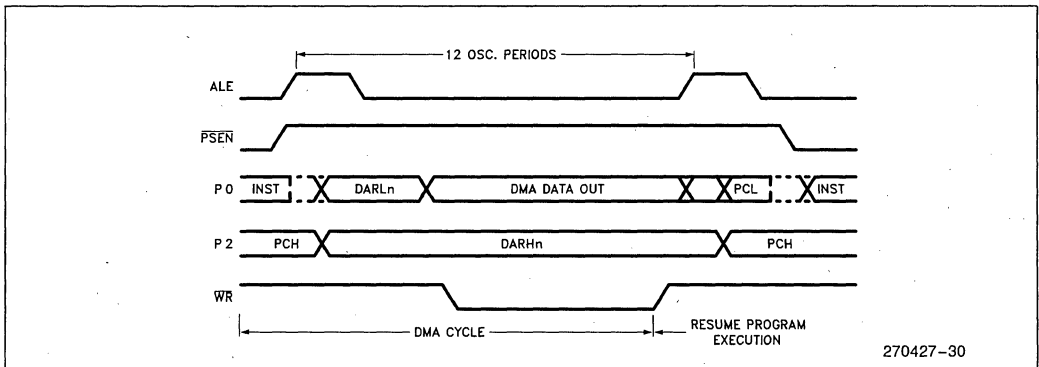 12 OSC. PERIODS
ALE
PSEN
P0 INST DARLn DMA DATA OUT PCL INST
P2 PCH DARHn PCH
WR
DMA CYCLE RESUME PROGRAM
EXECUTION
270427-30